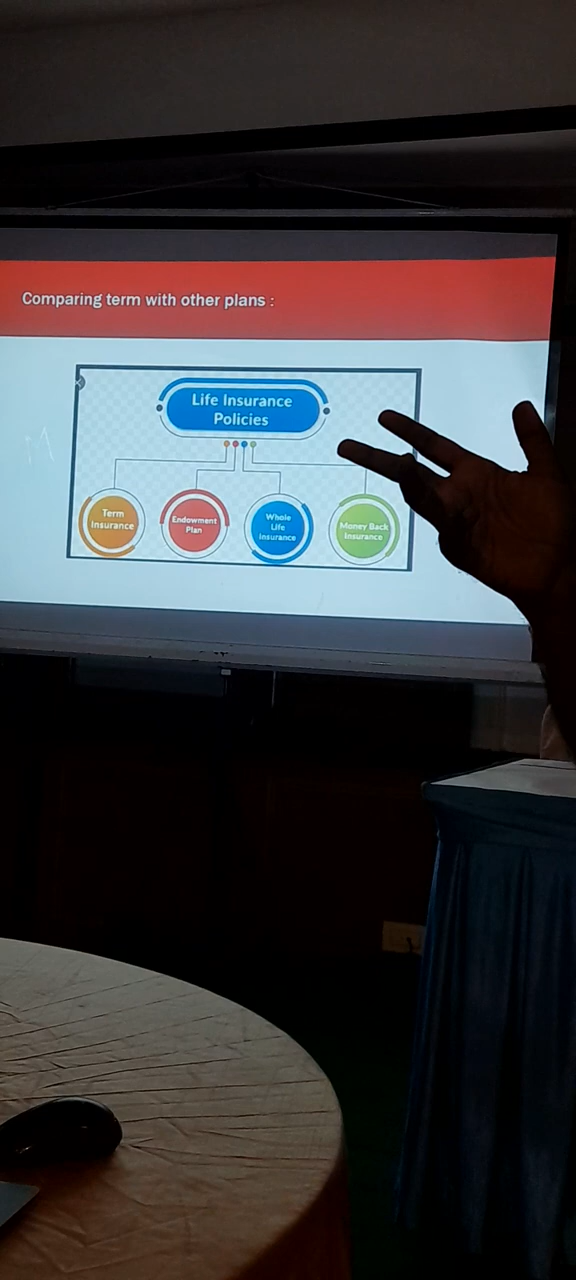 Comparing term with other plans :
Life Insurance
Policies
Term
Insurance
Endowment
Plan
Whole
Life
Insurance
Money Back
Insurance